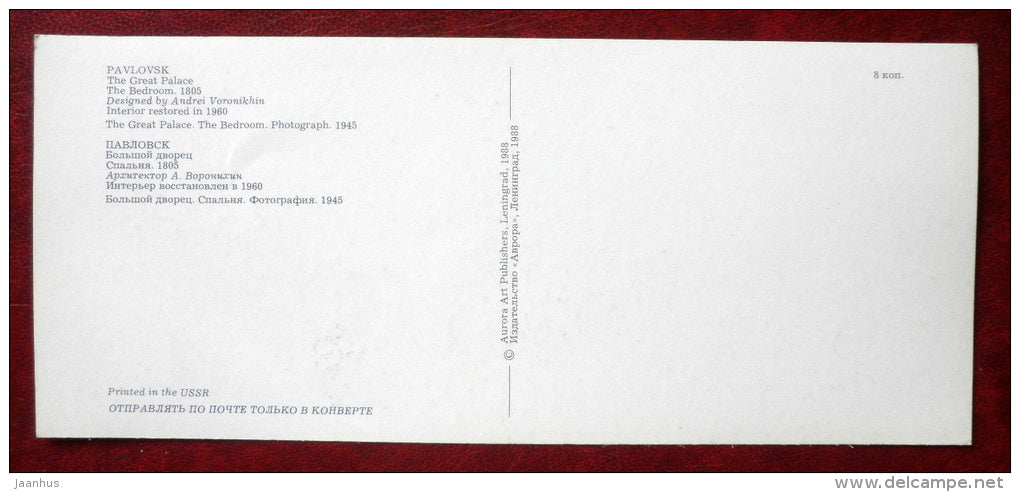 PAVLOVSK
The Great Palace
The Bedroom. 1805
Designed by Andrei Voronikhin
Interior restored in 1960
The Great Palace. The Bedroom. Photograph. 1945
ПАВЛОВСК
Большой дворец
Спальня. 1805
Архитектор А. Воронихин
Интерьер восстановлен в 1960
Большой дворец. Спальня. Фотография. 1945
Printed in the USSR
ОТПРАВЛЯТЬ ПО ПОЧТЕ ТОЛЬКО В КОНВЕРТЕ
© Aurora Art Publishers, Leningrad, 1988
Издательство «Аврора», Ленинград, 1988
8 коп.
Jaanhus
delcampe.net